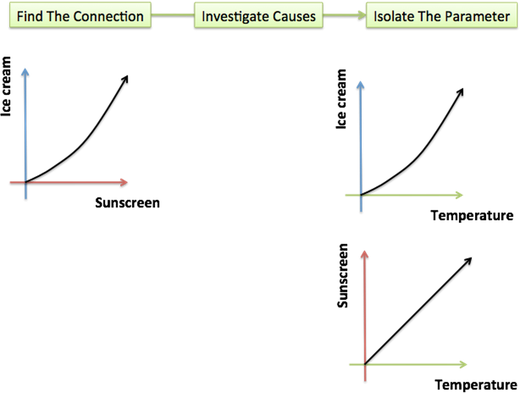 Find The Connection
Investigate Causes
Isolate The Parameter
Ice cream
Sunscreen
Ice cream
Temperature
Sunscreen
Temperature